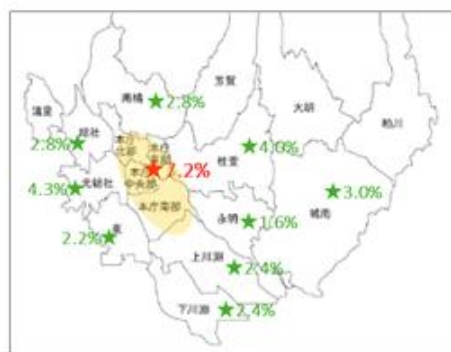 芳賀
南橘
2.8%
大胡
粕川
清里
総社
2.8%
桂萱
4.0%
7.2%
元総社
4.3%
本庁南部
3.0%
城南
永明
1.6%
東
2.2%
上川淵
2.4%
下川淵
2.4%